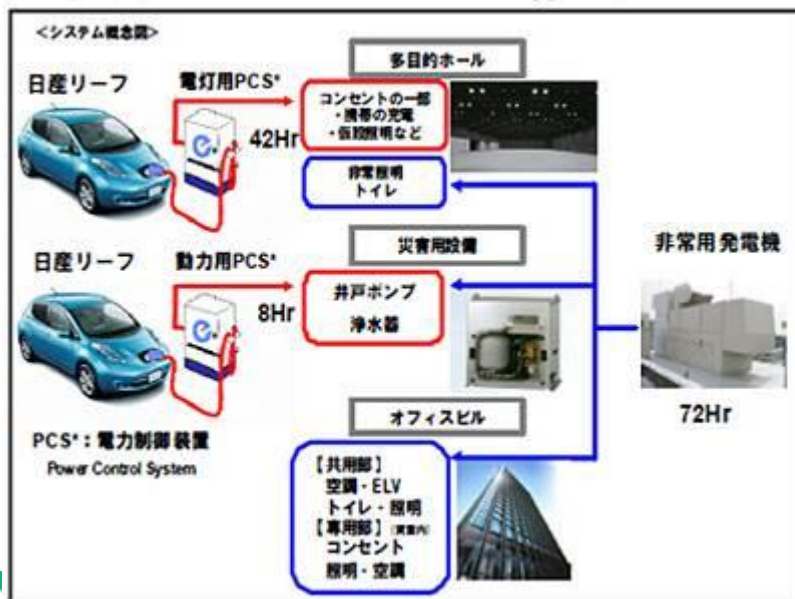 <システム概念図>
多目的ホール
日産リーフ
電灯用PCS*
42Hr
コンセントの一部
・携帯の充電
・仮設照明など
非常照明
トイレ
災害用設備
非常用発電機
72Hr
日産リーフ
動力用PCS*
8Hr
井戸ポンプ
浄水器
オフィスビル
PCS*：電力制御装置
Power Control System
【共用部】
空調・ELV
トイレ・照明
【専用部】(貸室内)
コンセント
照明・空調